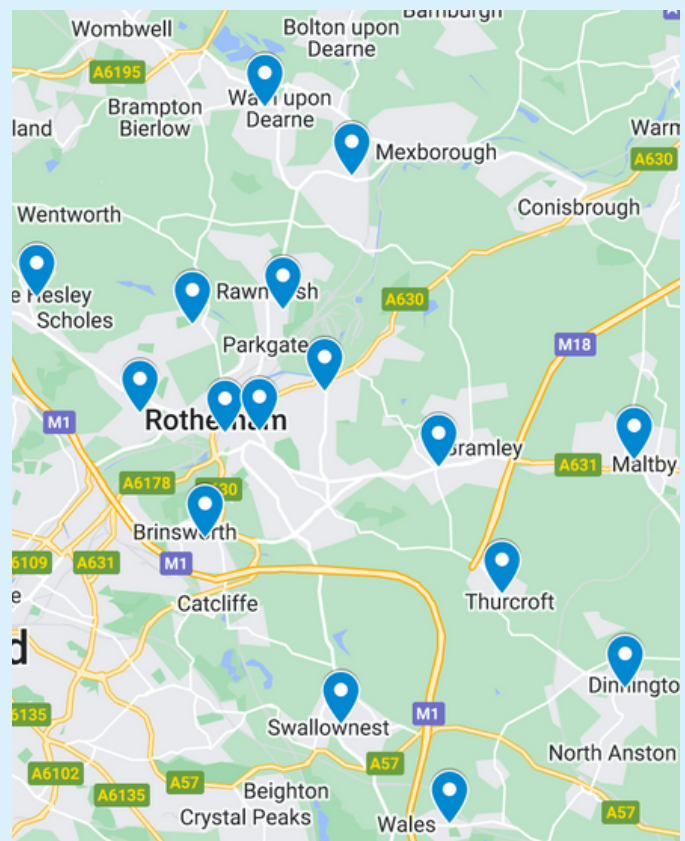 Bamburgh
Wombwell
Bolton upon
Dearne
A6195
Brampton
Bierlow
Dearne
Mexborough
A630
Wentworth
Conisbrough
Hesley
Scholes
A630
Parkgate
M18
M1
Maltby
A631
A6178
Brinsworth
M1
A631
Catcliffe
Thurcroft
6135
Swallownest
M1
North Anston
A57
A6102
A6135
A57
Beighton
Crystal Peaks
Wales
A57